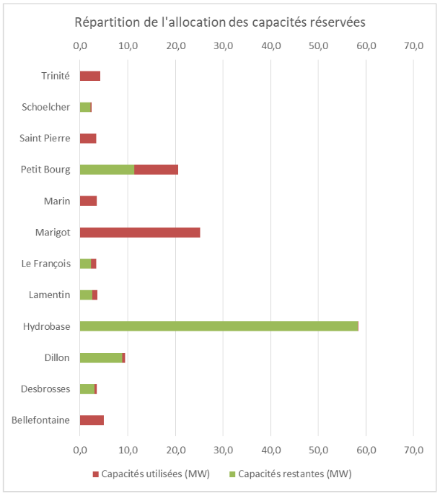 Répartition de l'allocation des capacités réservées
0,0 10,0 20,0 30,0 40,0 50,0 60,0 70,0
Trinité
Schoelcher
Saint Pierre
Petit Bourg
Marin
Marigot
Le François
Lamentin
Hydrobase
Dillon
Desbrosses
Bellefontaine
0,0 10,0 20,0 30,0 40,0 50,0 60,0 70,0
Capacités utilisées (MW) Capacités restantes (MW)